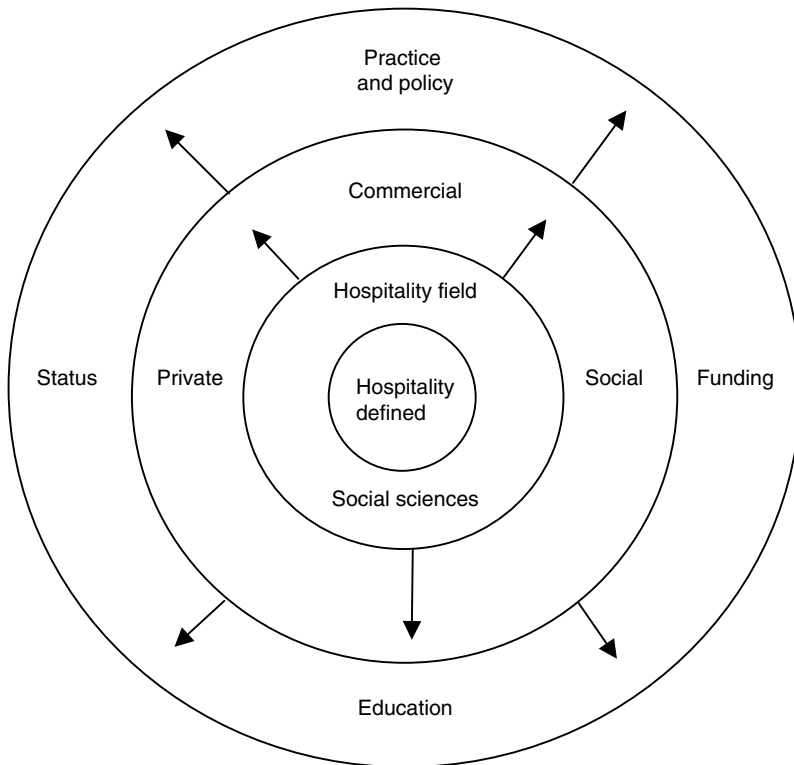 Practice
and policy
Commercial
Hospitality field
Status
Private
Hospitality
defined
Social
Funding
Social sciences
Education